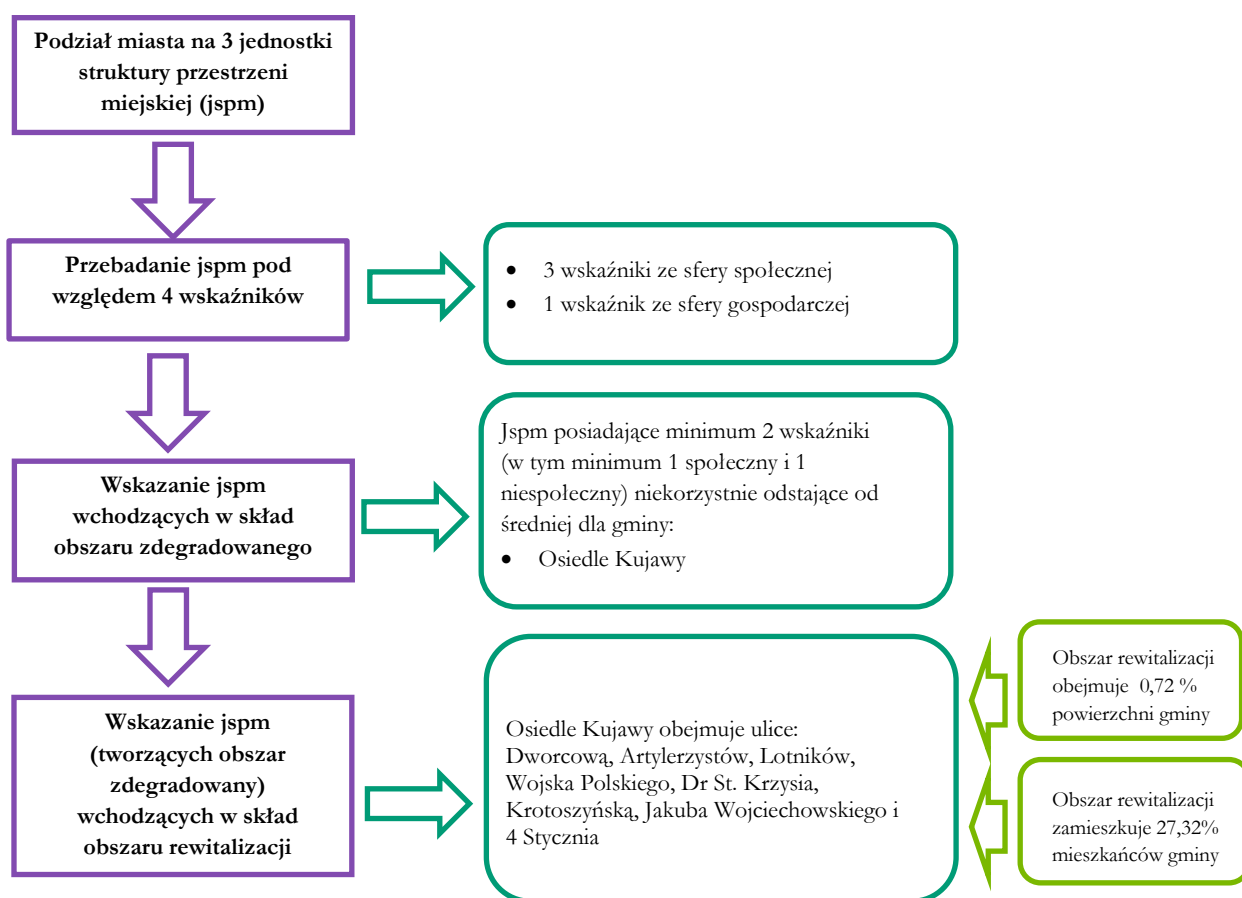 Podział miasta na 3 jednostki
struktury przestrzeni
miejskiej (jspm)
Przebadanie jspm pod
względem 4 wskaźników
• 3 wskaźniki ze sfery społecznej
• 1 wskaźnik ze sfery gospodarczej
Wskazanie jspm
wchodzących w skład
obszaru zdegradowanego
Jspm posiadające minimum 2 wskaźniki
(w tym minimum 1 społeczny i 1
niespołeczny) niekorzystnie odstające od
średniej dla gminy:
• Osiedle Kujawy
Wskazanie jspm
(tworzących obszar
zdegradowany)
wchodzących w skład
obszaru rewitalizacji
Osiedle Kujawy obejmuje ulice:
Dworcową, Artylerzystów, Lotników,
Wojska Polskiego, Dr St. Krzysia,
Krotoszyńską, Jakuba Wojciechowskiego i
4 Stycznia
Obszar rewitalizacji
obejmuje 0,72 %
powierzchni gminy
Obszar rewitalizacji
zamieszkuje 27,32%
mieszkańców gminy